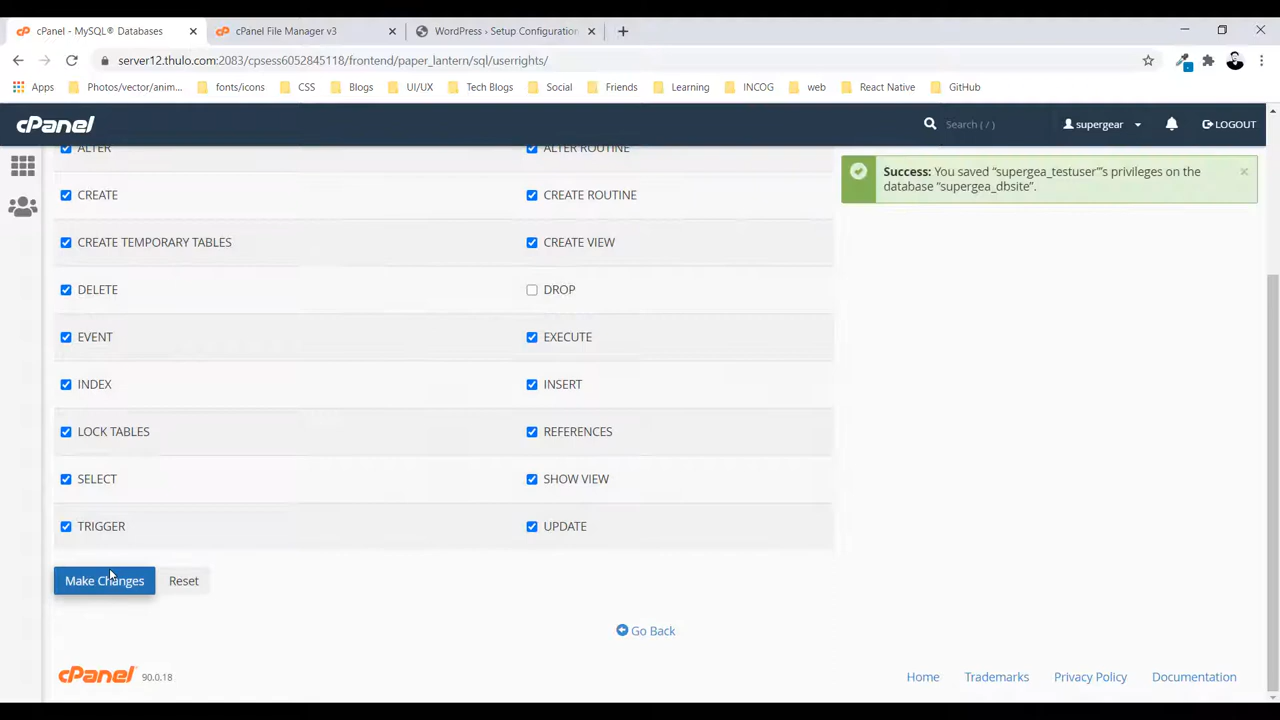 cPanel - MySQL® Databases
cPanel File Manager v3
WordPress › Setup Configuration
server12.thulo.com:2083/cpsess6052845118/frontend/paper_lantern/sql/userrights/
Apps
Photos/vector/anim...
fonts/icons
CSS
Blogs
UI/UX
Tech Blogs
Social
Friends
Learning
INCOG
web
React Native
GitHub
cPanel
Search ( / )
supergear
LOGOUT
ALTER
ALTER ROUTINE
Success: You saved “supergea_testuser”’s privileges on the
database “supergea_dbsite”.
CREATE
CREATE ROUTINE
CREATE TEMPORARY TABLES
CREATE VIEW
DELETE
DROP
EVENT
EXECUTE
INDEX
INSERT
LOCK TABLES
REFERENCES
SELECT
SHOW VIEW
TRIGGER
UPDATE
Make Changes
Reset
Go Back
cPanel 90.0.18
Home
Trademarks
Privacy Policy
Documentation